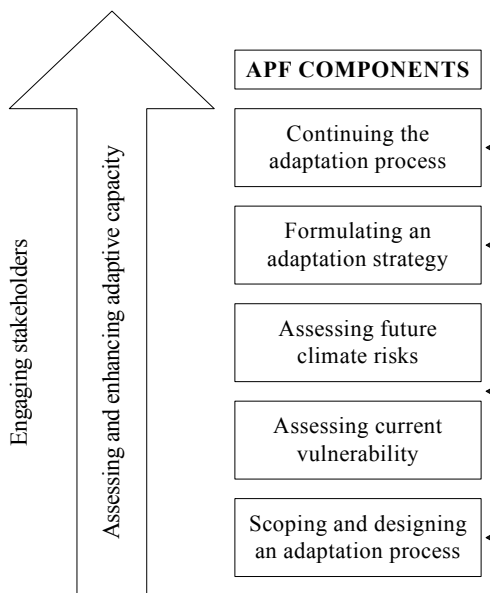 Engaging stakeholders
Assessing and enhancing adaptive capacity
APF COMPONENTS
Continuing the
adaptation process
Formulating an
adaptation strategy
Assessing future
climate risks
Assessing current
vulnerability
Scoping and designing
an adaptation process